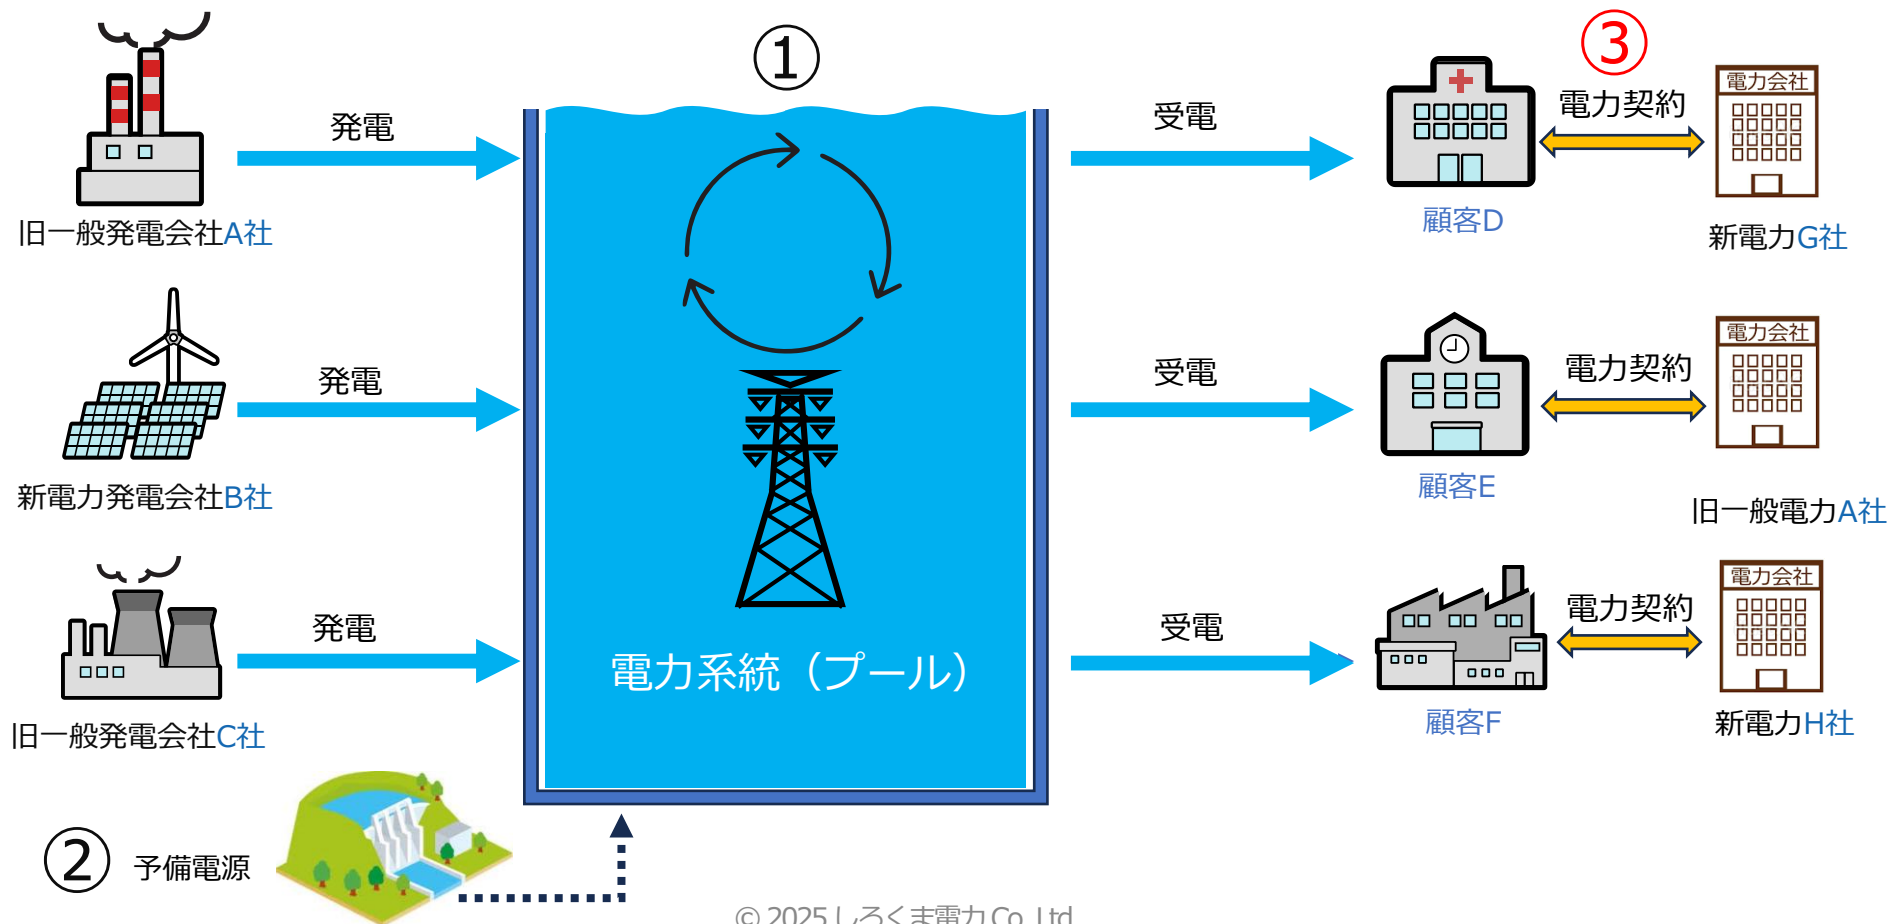 ①
③
発電
受電
電力契約
電力会社
旧一般発電会社A社
顧客D
新電力G社
発電
受電
電力契約
電力会社
新電力発電会社B社
顧客E
旧一般電力A社
発電
受電
電力契約
電力会社
電力系統（プール）
旧一般発電会社C社
顧客F
新電力H社
②
予備電源
© 2025 しろくま電力 Co. Ltd